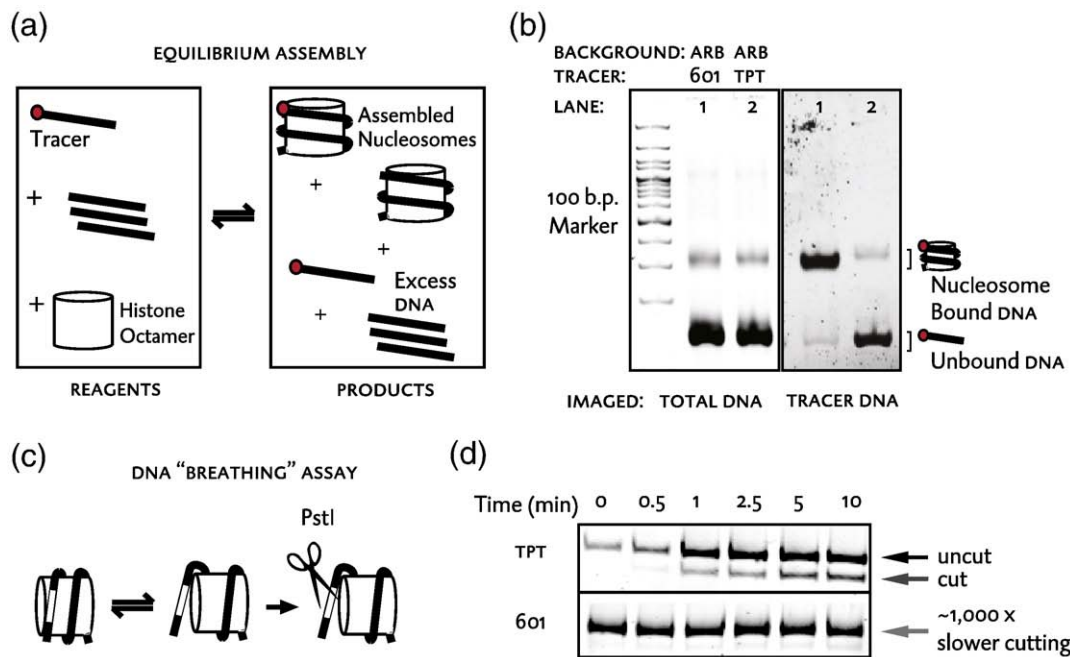 (a)
EQUILIBRIUM ASSEMBLY
Tracer
+
+
Histone
Octamer
REAGENTS
Assembled
Nucleosomes
+
+
Excess
DNA
+
PRODUCTS
(b)
BACKGROUND: ARB ARB
TRACER: 601 TPT
LANE: 1 2 1 2
100 b.p.
Marker
Nucleosome
Bound DNA
Unbound DNA
IMAGED: TOTAL DNA TRACER DNA
(c)
DNA "BREATHING" ASSAY
PstI
(d)
Time (min) 0 0.5 1 2.5 5 10
TPT
uncut
cut
601
~1,000 x
slower cutting